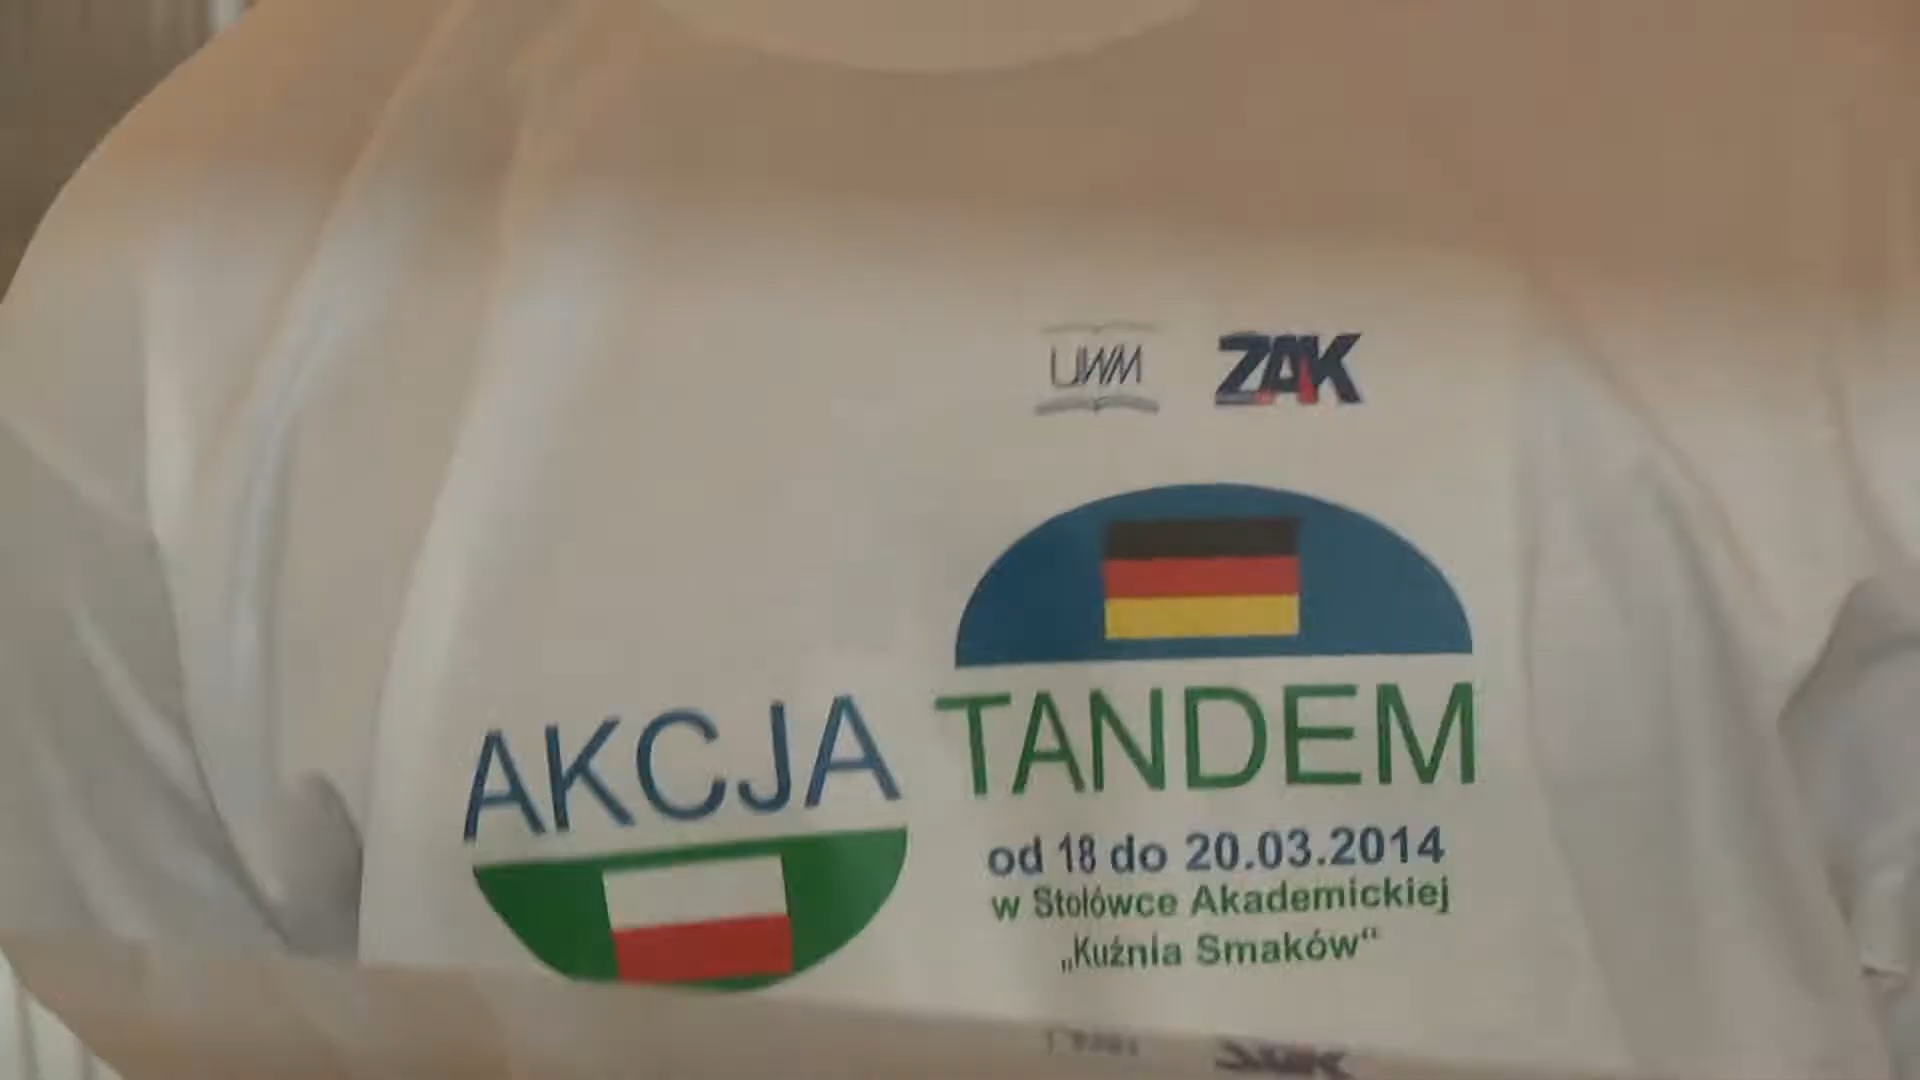 UWM ZAK
AKCJA TANDEM
od 18 do 20.03.2014
w Stołówce Akademickiej
„Kuźnia Smaków“